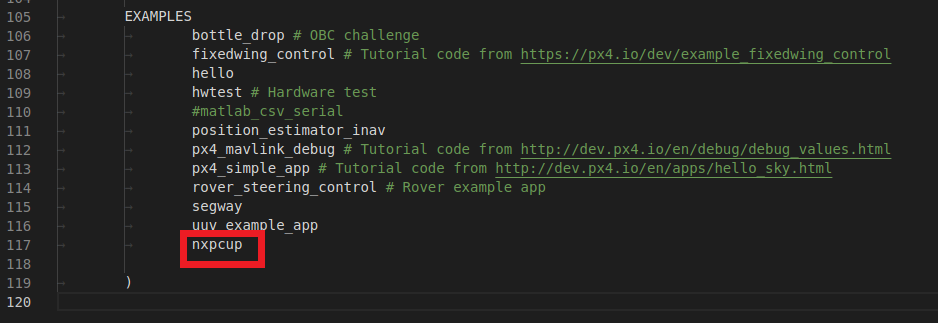 105 EXAMPLES
106 bottle_drop # OBC challenge
107 fixedwing_control # Tutorial code from https://px4.io/dev/example_fixedwing_control
108 hello
109 hwtest # Hardware test
110 #matlab_csv_serial
111 position_estimator_inav
112 px4_mavlink_debug # Tutorial code from http://dev.px4.io/en/debug/debug_values.html
113 px4_simple_app # Tutorial code from http://dev.px4.io/en/apps/hello_sky.html
114 rover_steering_control # Rover example app
115 segway
116 uuv_example_app
117 nxpcup
118
119 )
120